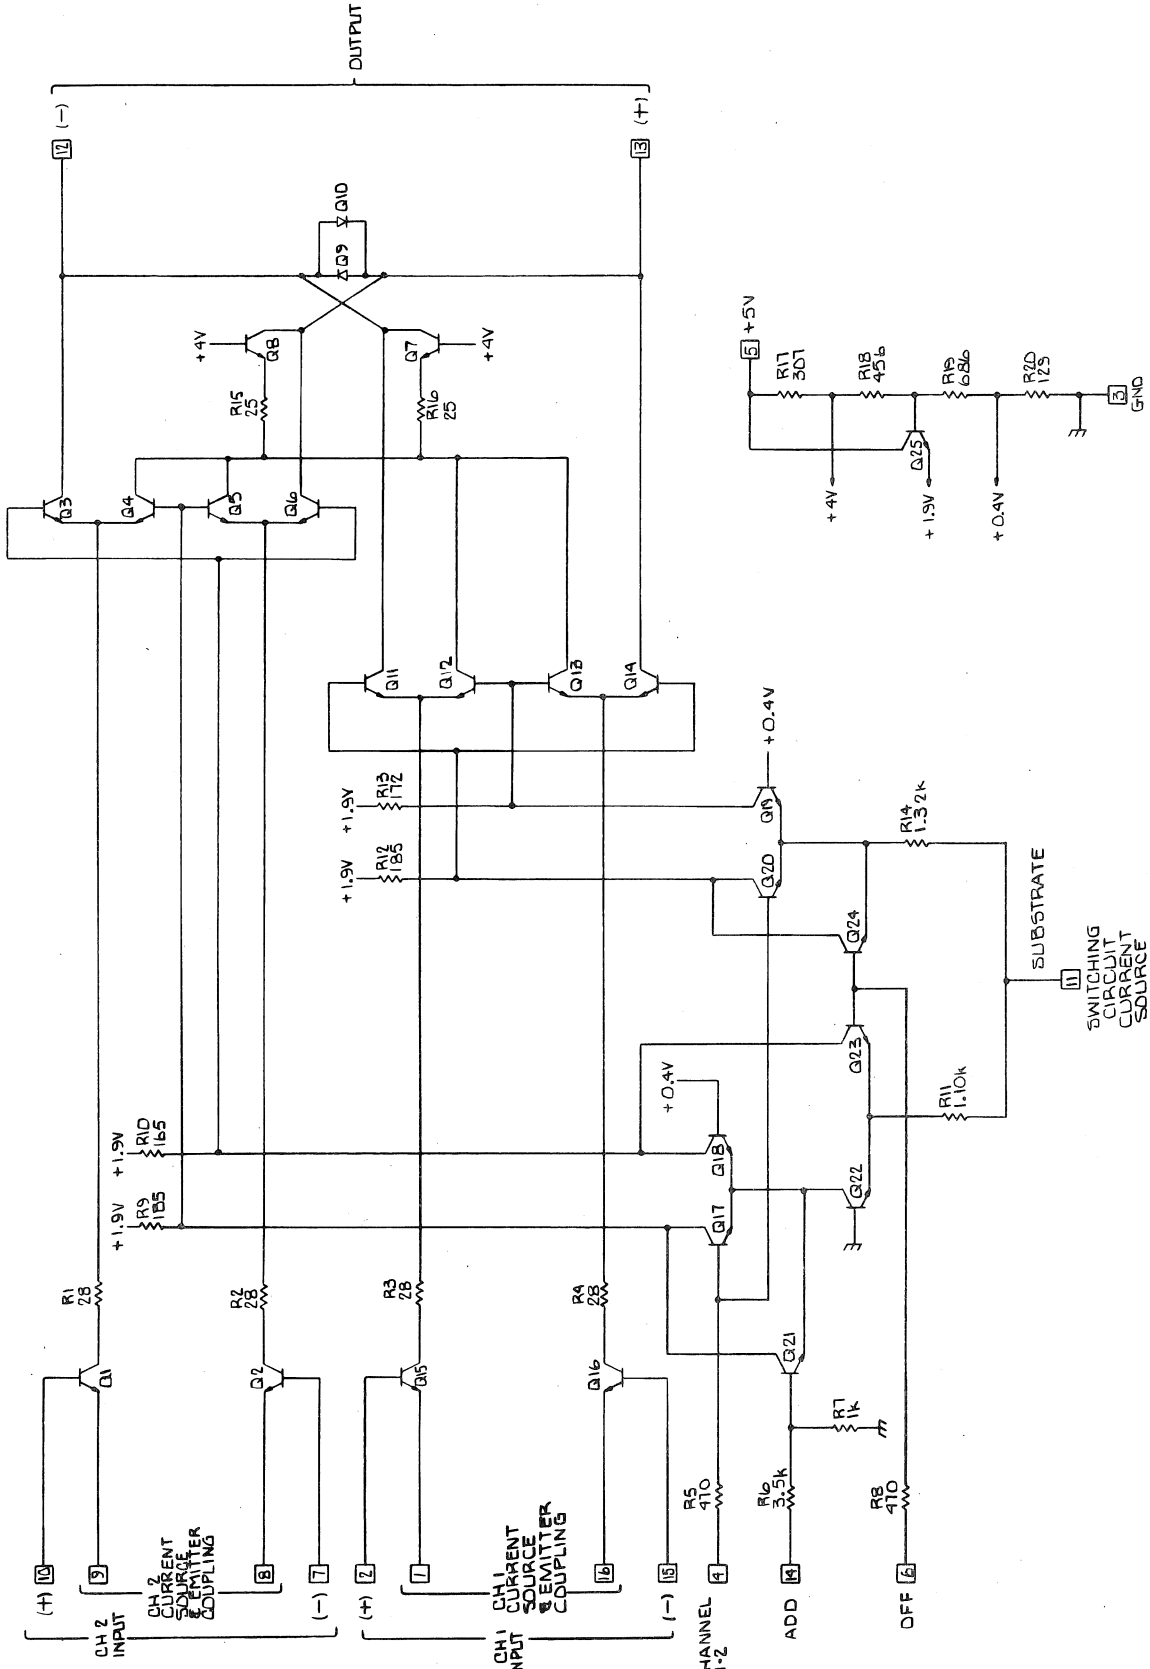 OUTPUT
12 (-)
13 (+)
Q10
Q9
+4V
Q8
Q7
+4V
R15
25
R16
25
Q3
Q4
Q5
Q6
5 +5V
R17
307
R18
456
R19
686
R20
129
3
GND
Q25
+4V
+1.9V
+0.4V
Q11
Q12
Q13
Q14
+1.9V
R13
172
+1.9V
R12
185
+0.4V
Q19
Q20
R14
1.32k
Q24
SUBSTRATE
11
SWITCHING
CIRCUIT
CURRENT
SOURCE
+1.9V
R10
165
+1.9V
R9
185
+0.4V
Q18
Q17
Q23
Q22
R11
1.10k
R1
28
R2
28
R3
28
R4
28
Q1
Q2
Q15
Q16
Q21
R7
1k
R5
470
R6
3.5k
R8
470
(+) 10
9
8
(-) 7
CH 2
CURRENT
SOURCE
& EMITTER
COUPLING
CH 2
INPUT
(+) 2
1
16
(-) 15
CH 1
CURRENT
SOURCE
& EMITTER
COUPLING
CH 1
NPUT
HANNEL
1-2
4
ADD 14
OFF 6